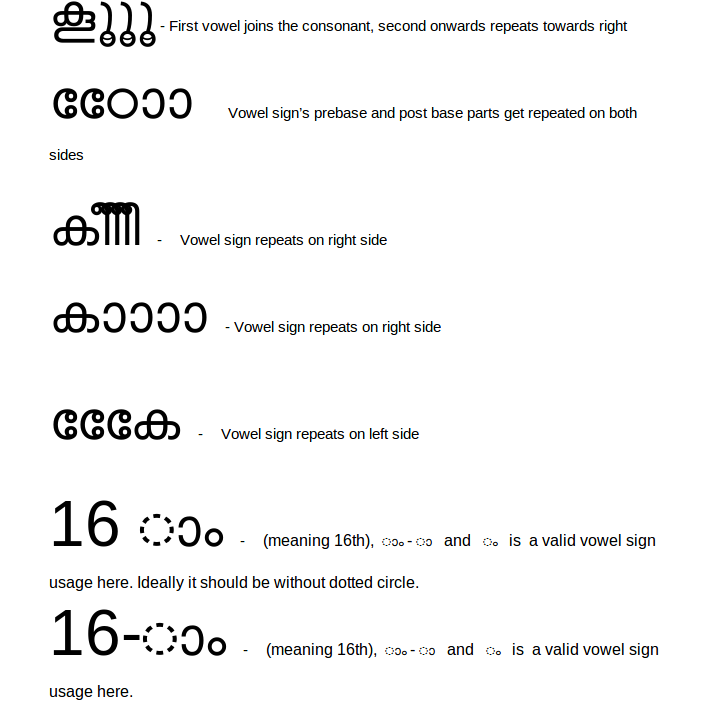 കൂൂൂൂ - First vowel joins the consonant, second onwards repeats towards right
ഠോോ Vowel sign's prebase and post base parts get repeated on both
sides
കീീീീ - Vowel sign repeats on right side
കാാാാ - Vowel sign repeats on right side
കേേേ - Vowel sign repeats on left side
16 ാം - (meaning 16th), ാം - ാ and ം is a valid vowel sign
usage here. Ideally it should be without dotted circle.
16-ാം - (meaning 16th), ാം - ാ and ം is a valid vowel sign
usage here.